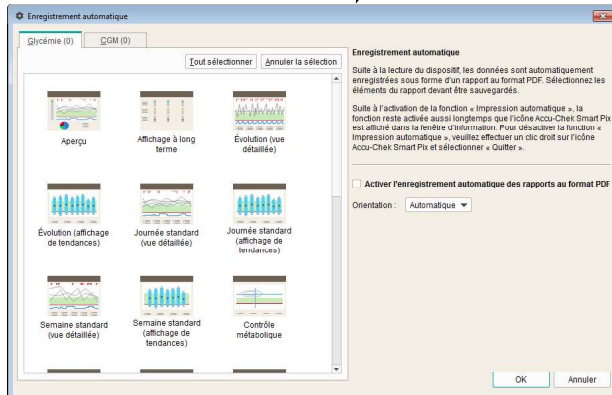 Enregistrement automatique
Glycémie (0)
CGM (0)
Tout sélectionner
Annuler la sélection
Aperçu
Affichage à long
terme
Évolution (vue
détaillée)
Évolution (affichage
de tendances)
Journée standard
(vue détaillée)
Journée standard
(affichage de
tendances)
Semaine standard
(vue détaillée)
Semaine standard
(affichage de
tendances)
Contrôle
métabolique
Enregistrement automatique
Suite à la lecture du dispositif, les données sont automatiquement
enregistrées sous forme d'un rapport au format PDF. Sélectionnez les
éléments du rapport devant être sauvegardés.
Suite à l'activation de la fonction « Impression automatique », la
fonction reste activée aussi longtemps que l'icône Accu-Chek Smart Pix
est affiché dans la fenêtre d'information. Pour désactiver la fonction «
Impression automatique », veuillez effectuer un clic droit sur l'icône
Accu-Chek Smart Pix et sélectionner « Quitter ».
Activer l'enregistrement automatique des rapports au format PDF
Orientation : Automatique
OK
Annuler